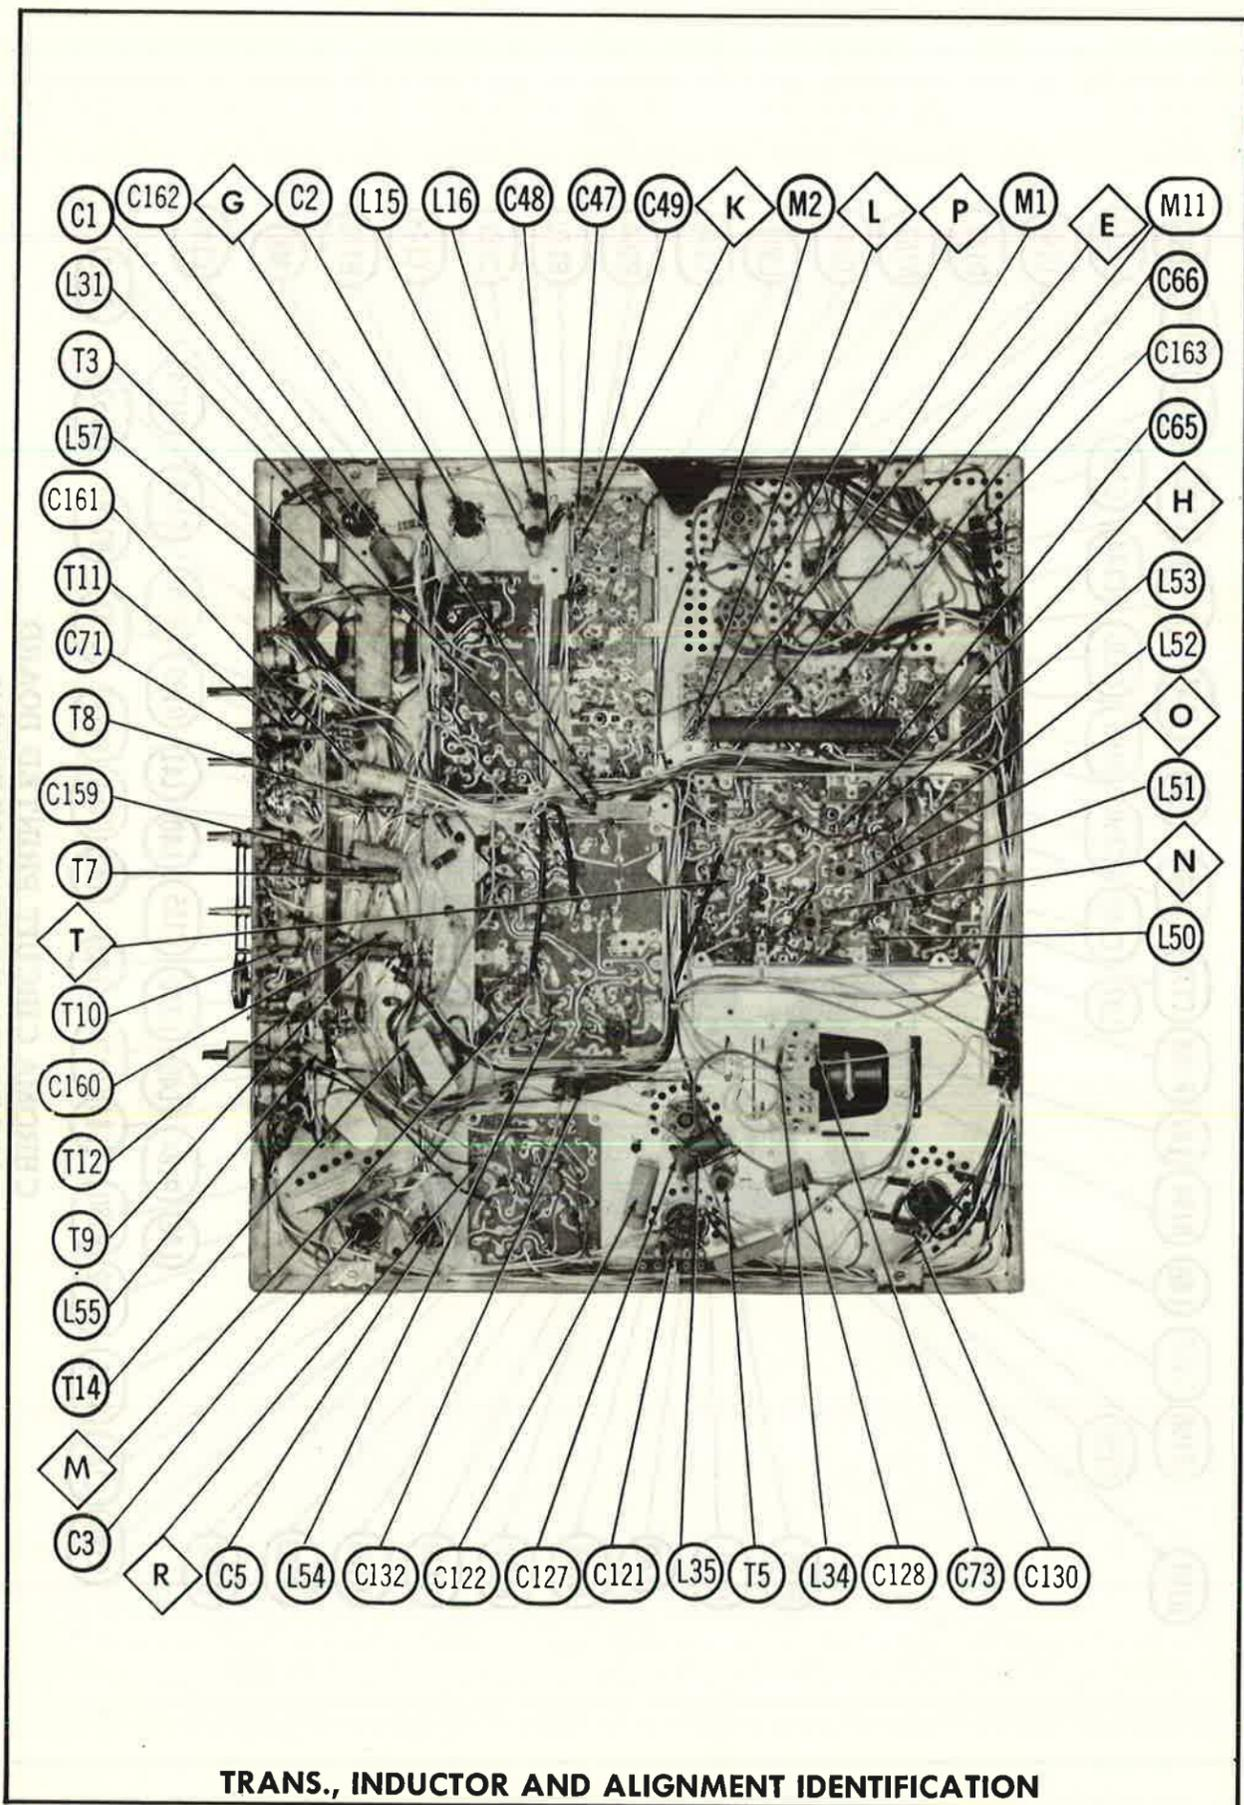 C1 C162 G C2 L15 L16 C48 C47 C49 K M2 L P M1 E M11
L31
T3
L57
C161
T11
C71
T8
C159
T7
T
T10
C160
T12
T9
L55
T14
M
C3
C66
C163
C65
H
L53
L52
O
L51
N
L50
R C5 L54 C132 C122 C127 C121 L35 T5 L34 C128 C73 C130
TRANS., INDUCTOR AND ALIGNMENT IDENTIFICATION